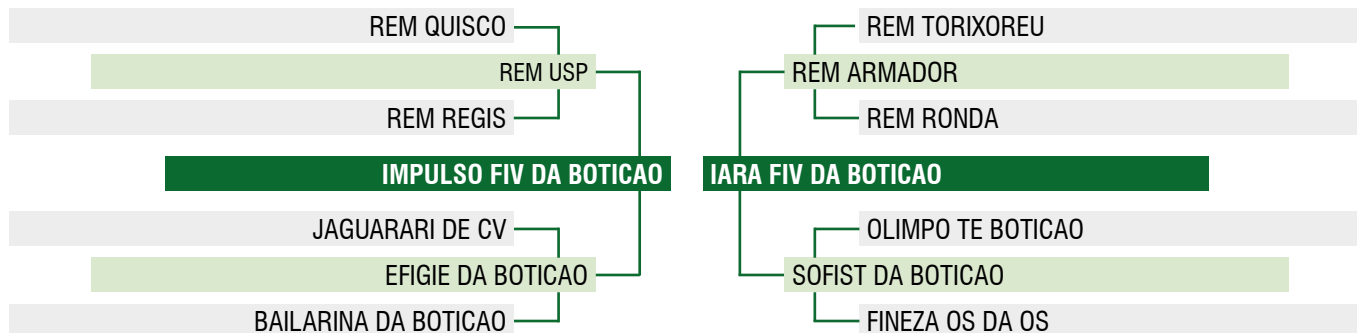 REM QUISCO
REM TORIXOREU
REM USP
REM ARMADOR
REM REGIS
REM RONDA
IMPULSO FIV DA BOTICAO
IARA FIV DA BOTICAO
JAGUARARI DE CV
OLIMPO TE BOTICAO
EFIGIE DA BOTICAO
SOFIST DA BOTICAO
BAILARINA DA BOTICAO
FINEZA OS DA OS